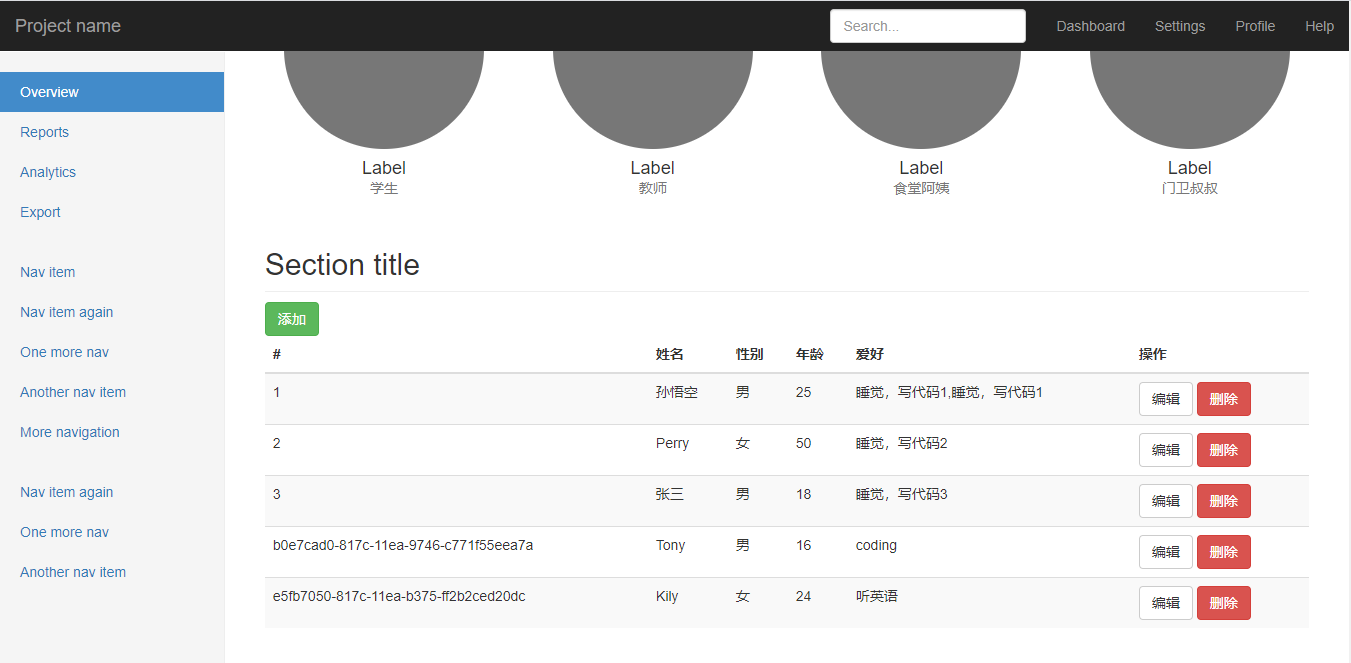 Project name Search... Dashboard Settings Profile Help
Overview
Reports
Analytics
Export
Nav item
Nav item again
One more nav
Another nav item
More navigation
Nav item again
One more nav
Another nav item
Label Label Label Label
学生 教师 食堂阿姨 门卫叔叔
Section title
添加
# 姓名 性别 年龄 爱好 操作
1 孙悟空 男 25 睡觉，写代码1,睡觉，写代码1 编辑 删除
2 Perry 女 50 睡觉，写代码2 编辑 删除
3 张三 男 18 睡觉，写代码3 编辑 删除
b0e7cad0-817c-11ea-9746-c771f55eea7a Tony 男 16 coding 编辑 删除
e5fb7050-817c-11ea-b375-ff2b2ced20dc Kily 女 24 听英语 编辑 删除